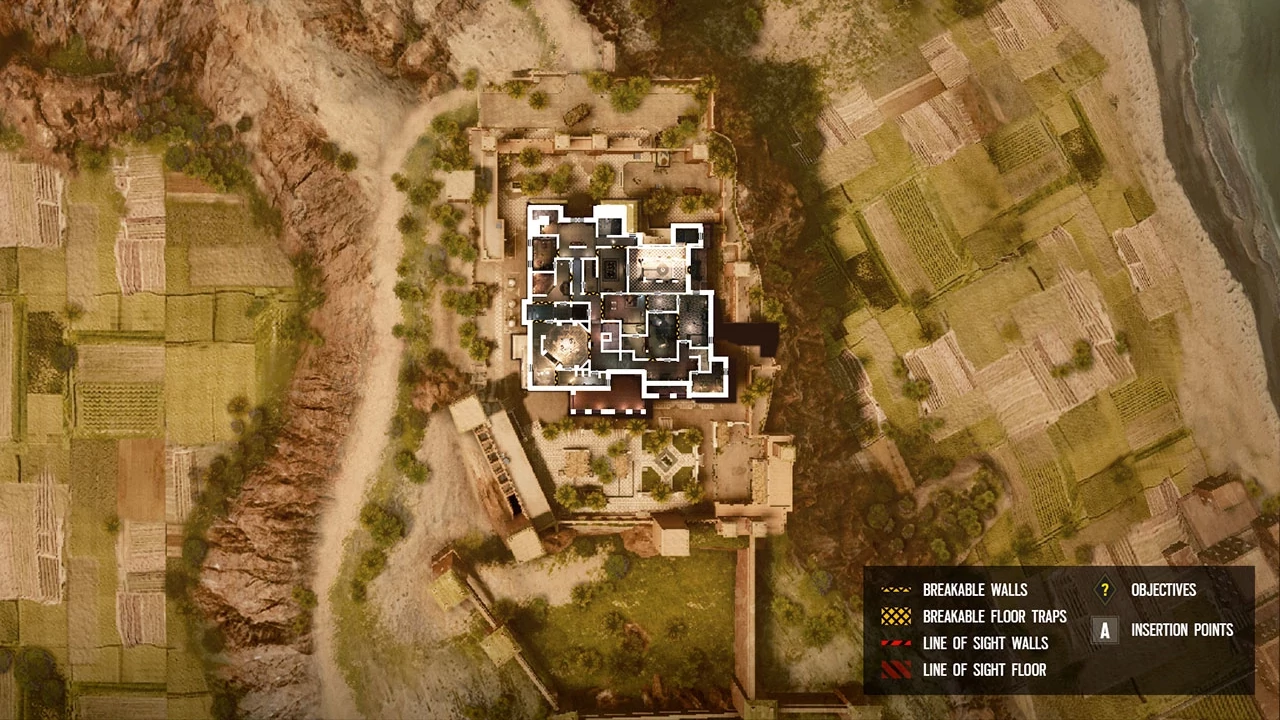 BREAKABLE WALLS
BREAKABLE FLOOR TRAPS
LINE OF SIGHT WALLS
LINE OF SIGHT FLOOR
? OBJECTIVES
A INSERTION POINTS